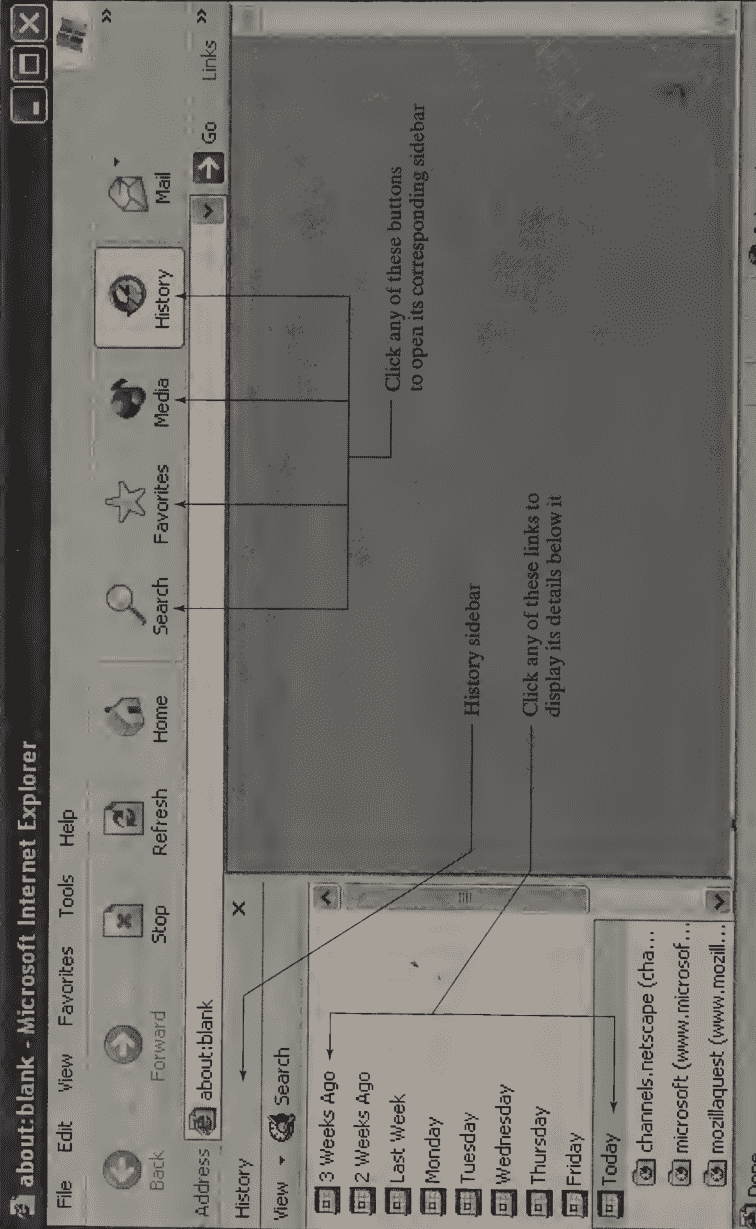 about:blank - Microsoft Internet Explorer
File Edit View Favorites Tools Help
Back Forward Stop Refresh Home Search Favorites Media History Mail »
Address about:blank Go Links »
History
View Search
3 Weeks Ago
2 Weeks Ago
Last Week
Monday
Tuesday
Wednesday
Thursday
Friday
Today
channels.netscape (cha...
microsoft (www.microsof...
mozillaquest (www.mozill...
Click any of these buttons
to open its corresponding sidebar
History sidebar
Click any of these links to
display its details below it